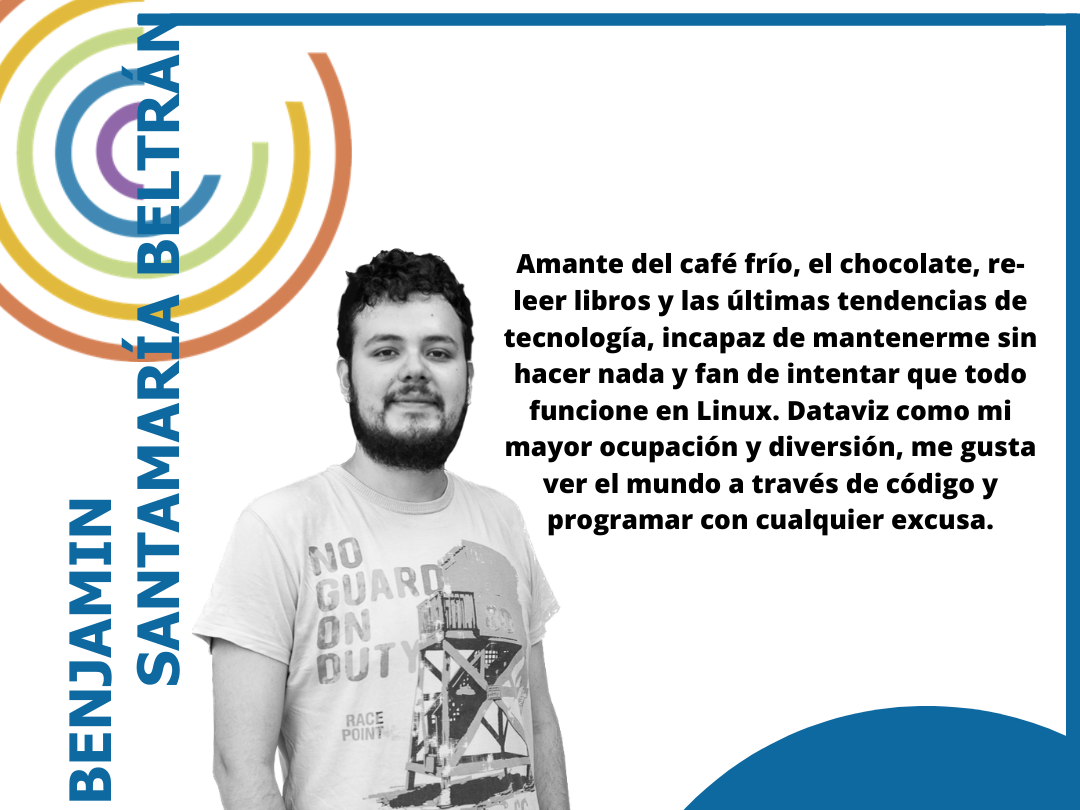 BENJAMIN
SANTAMARÍA BELTRÁN
Amante del café frío, el chocolate, re-
leer libros y las últimas tendencias de
tecnología, incapaz de mantenerme sin
hacer nada y fan de intentar que todo
funcione en Linux. Dataviz como mi
mayor ocupación y diversión, me gusta
ver el mundo a través de código y
programar con cualquier excusa.
NO
GUARD
ON
DUTY
RACE
POINT